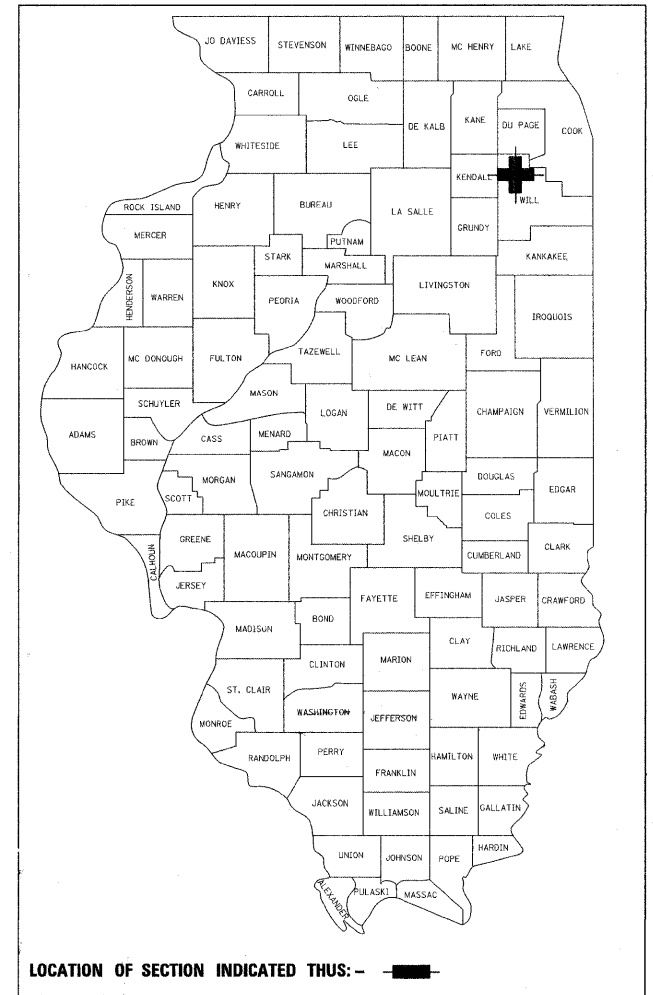 JO DAVIESS STEVENSON WINNEBAGO BOONE MC HENRY LAKE
CARROLL OGLE DE KALB KANE DU PAGE COOK
WHITESIDE LEE KENDALL WILL
ROCK ISLAND HENRY BUREAU LA SALLE GRUNDY
MERCER PUTNAM KANKAKEE
HENDERSON WARREN KNOX STARK MARSHALL LIVINGSTON IROQUOIS
PEORIA WOODFORD
HANCOCK MC DONOUGH FULTON TAZEWELL MC LEAN FORD
SCHUYLER MASON LOGAN DE WITT CHAMPAIGN VERMILION
ADAMS BROWN CASS MENARD MACON PIATT
PIKE SCOTT MORGAN SANGAMON MOULTRIE DOUGLAS EDGAR
CHRISTIAN COLES
CALHOUN GREENE MACOUPIN MONTGOMERY SHELBY CUMBERLAND CLARK
JERSEY FAYETTE EFFINGHAM JASPER CRAWFORD
MADISON BOND CLAY RICHLAND LAWRENCE
CLINTON MARION
ST. CLAIR WASHINGTON JEFFERSON WAYNE EDWARDS WABASH
MONROE
RANDOLPH PERRY FRANKLIN HAMILTON WHITE
JACKSON WILLIAMSON SALINE GALLATIN
UNION JOHNSON POPE HARDIN
ALEXANDER PULASKI MASSAC
LOCATION OF SECTION INDICATED THUS: –